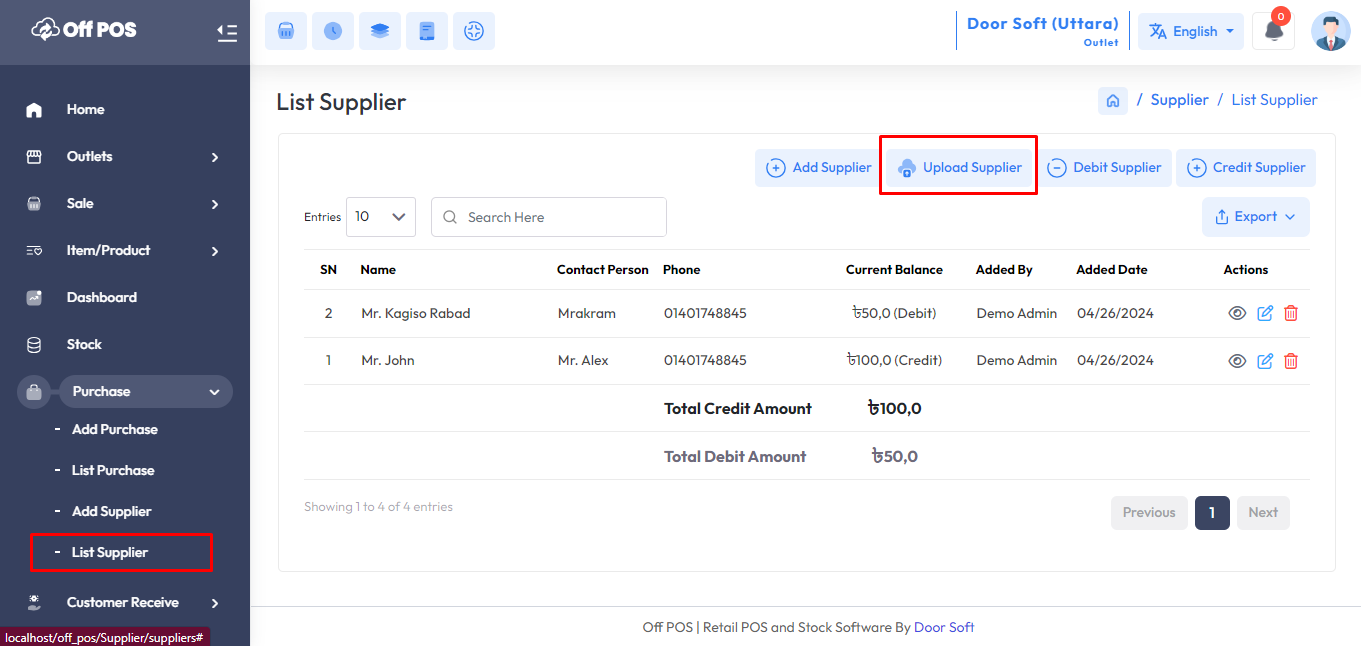 Off POS
Door Soft (Uttara)
Outlet
English
0
Home
Outlets
Sale
Item/Product
Dashboard
Stock
Purchase
- Add Purchase
- List Purchase
- Add Supplier
- List Supplier
Customer Receive
localhost/off_pos/Supplier/suppliers#
List Supplier
/ Supplier / List Supplier
Add Supplier Upload Supplier Debit Supplier Credit Supplier
Entries 10 Search Here Export
SN Name Contact Person Phone Current Balance Added By Added Date Actions
2 Mr. Kagiso Rabad Mrakram 01401748845 ৳50,0 (Debit) Demo Admin 04/26/2024
1 Mr. John Mr. Alex 01401748845 ৳100,0 (Credit) Demo Admin 04/26/2024
Total Credit Amount ৳100,0
Total Debit Amount ৳50,0
Showing 1 to 4 of 4 entries
Previous 1 Next
Off POS | Retail POS and Stock Software By Door Soft